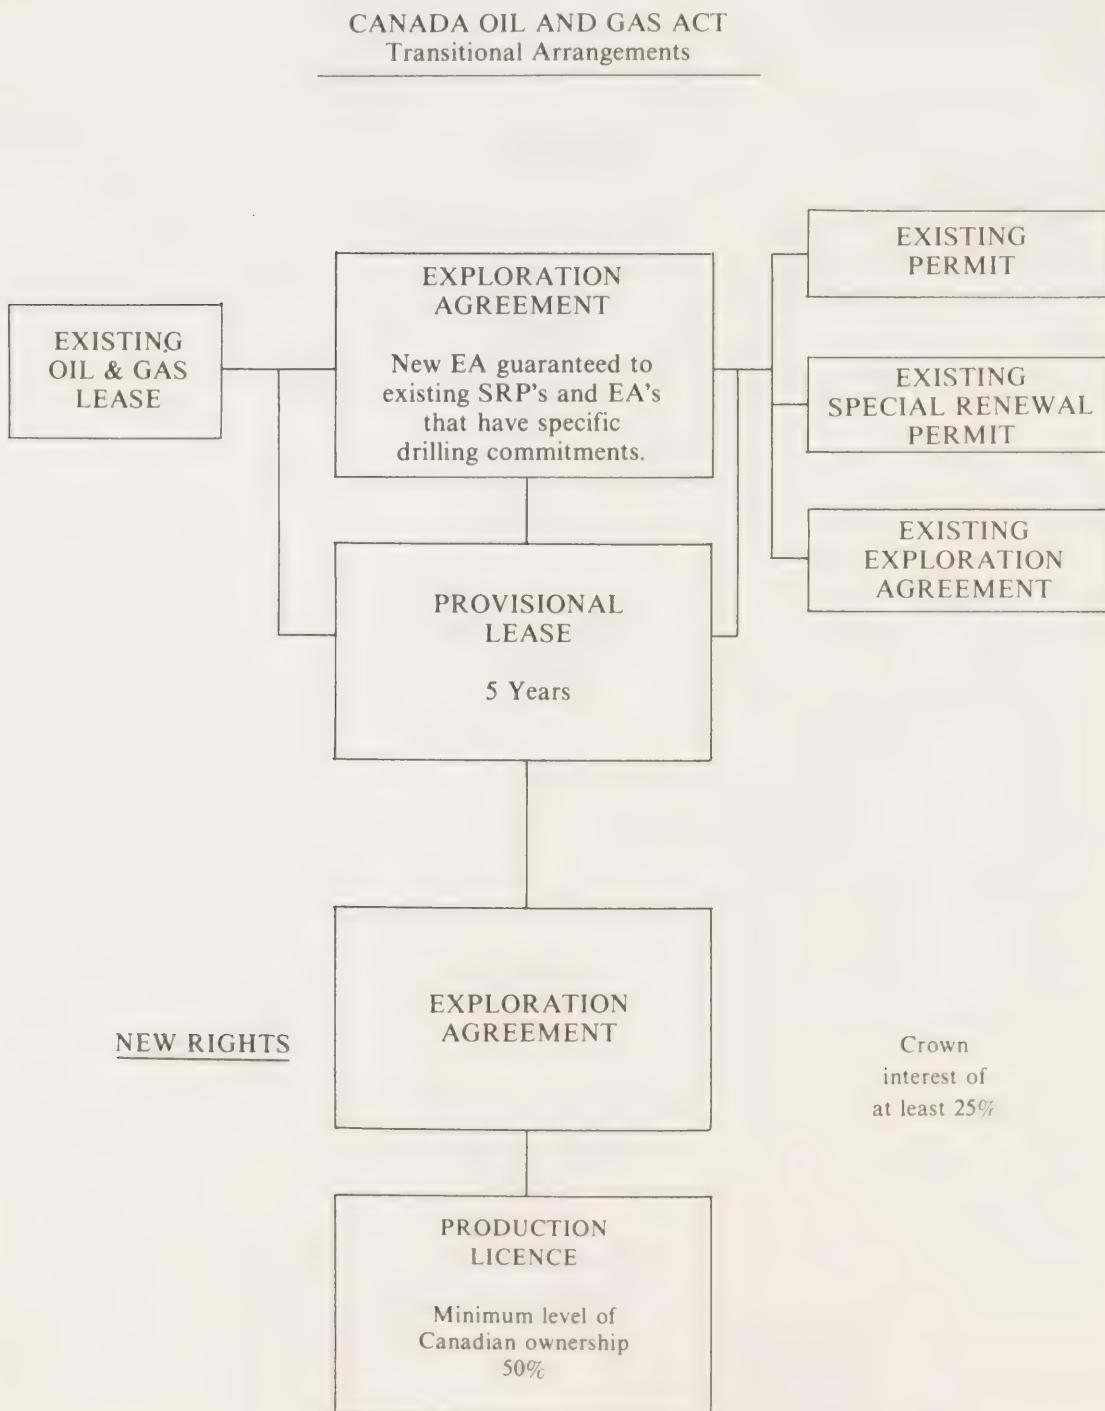 CANADA OIL AND GAS ACT
Transitional Arrangements
EXISTING
OIL & GAS
LEASE
EXPLORATION
AGREEMENT
New EA guaranteed to
existing SRP's and EA's
that have specific
drilling commitments.
EXISTING
PERMIT
EXISTING
SPECIAL RENEWAL
PERMIT
EXISTING
EXPLORATION
AGREEMENT
PROVISIONAL
LEASE
5 Years
NEW RIGHTS
EXPLORATION
AGREEMENT
Crown
interest of
at least 25%
PRODUCTION
LICENCE
Minimum level of
Canadian ownership
50%